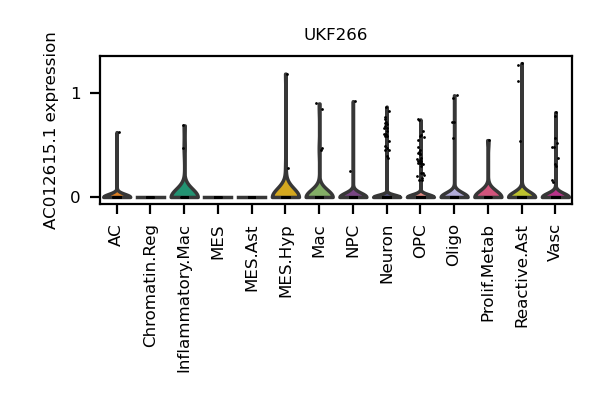 UKF266
AC012615.1 expression
1
0
AC
Chromatin.Reg
Inflammatory.Mac
MES
MES.Ast
MES.Hyp
Mac
NPC
Neuron
OPC
Oligo
Prolif.Metab
Reactive.Ast
Vasc